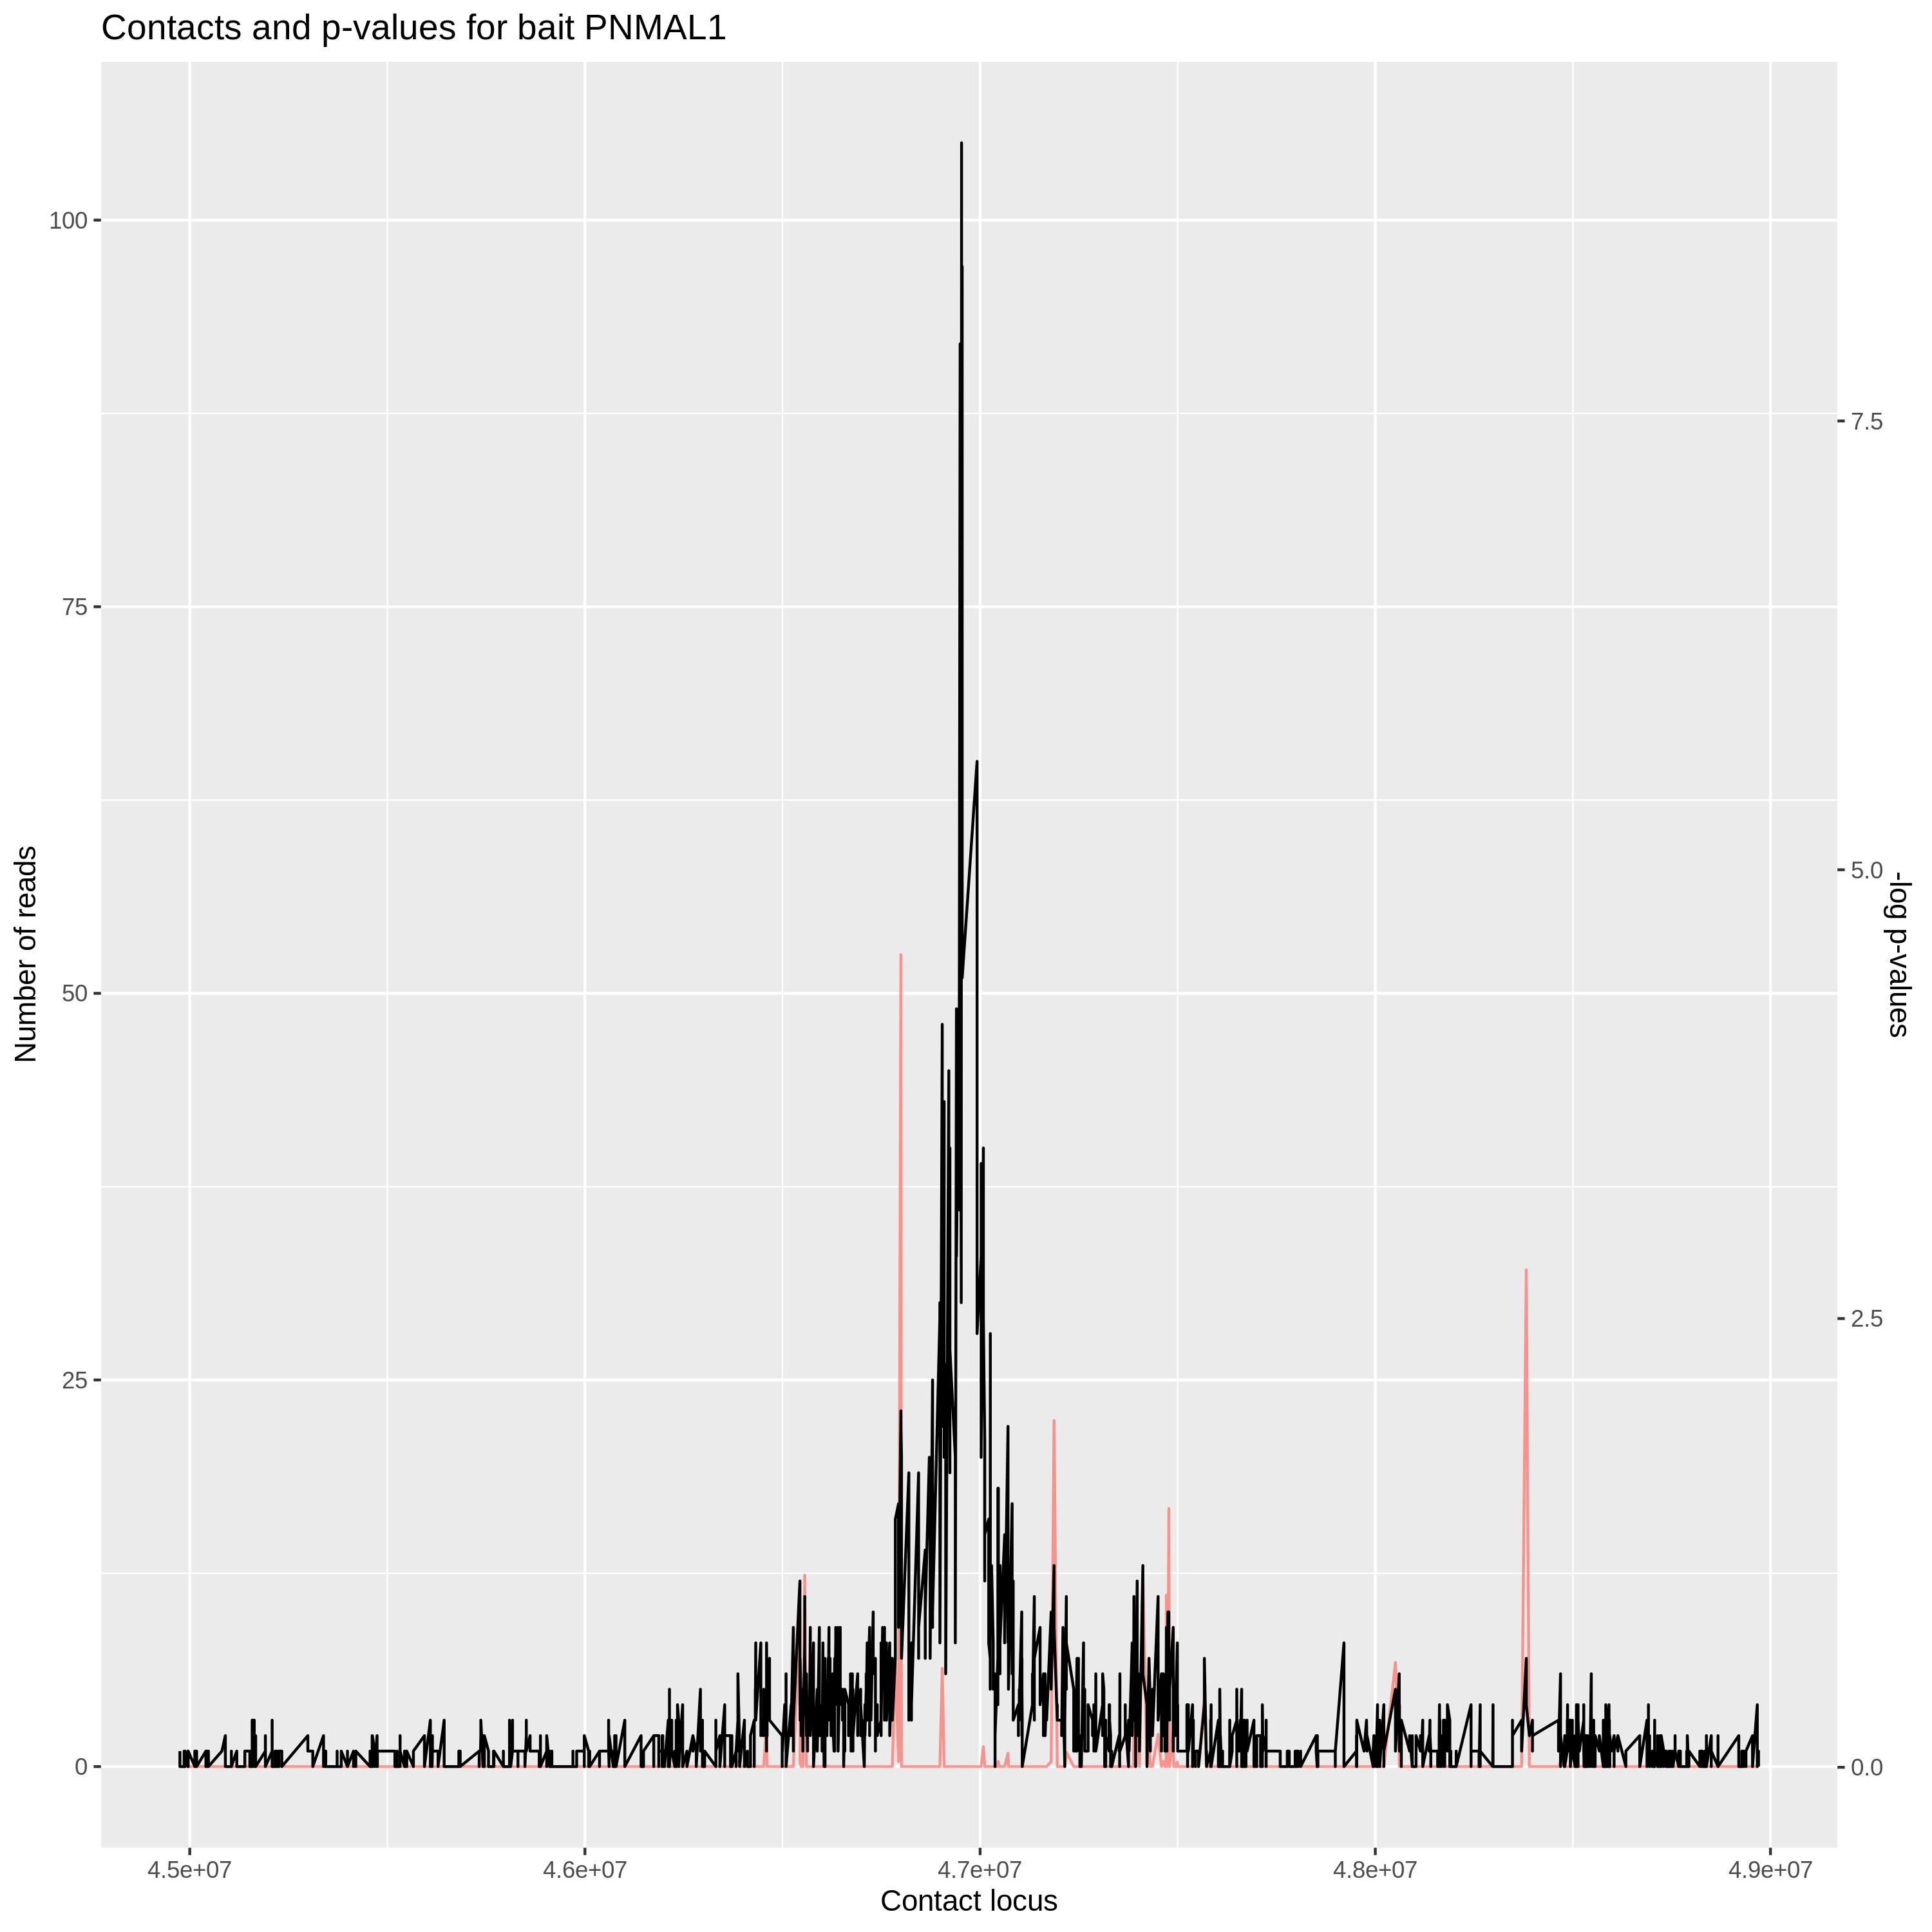 Contacts and p-values for bait PNMAL1
100
75
50
25
0
Number of reads
7.5
5.0
2.5
0.0
-log p-values
4.5e+07
4.6e+07
4.7e+07
4.8e+07
4.9e+07
Contact locus